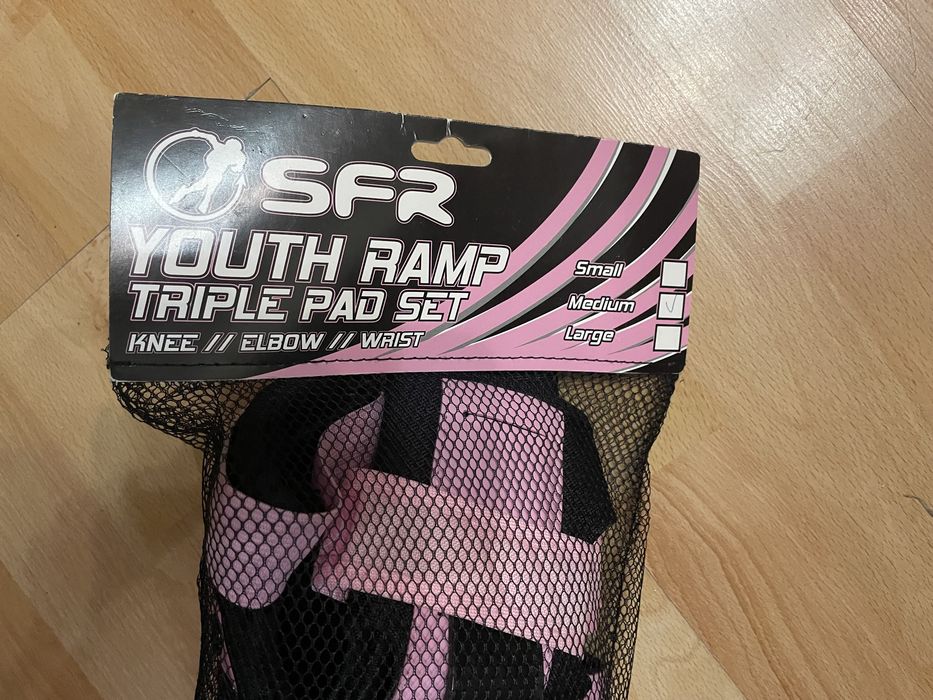 SFR
YOUTH RAMP
TRIPLE PAD SET
KNEE // ELBOW // WRIST
Small
Medium
Large